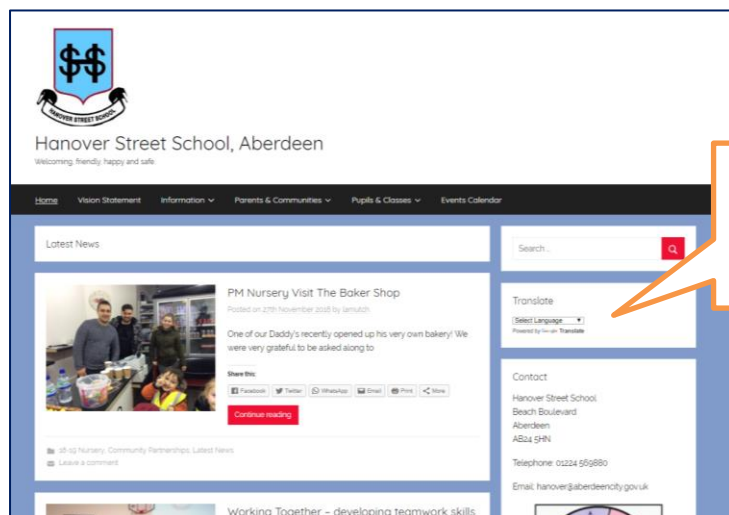 HANOVER STREET SCHOOL
Hanover Street School, Aberdeen
Welcoming, friendly, happy and safe.
Home Vision Statement Information Parents & Communities Pupils & Classes Events Calendar
Latest News
PM Nursery Visit The Baker Shop
Posted on 27th November 2018 by
One of our Daddy's recently opened up his very own bakery! We
were very grateful to be asked along to
Share this:
Facebook Twitter WhatsApp Email Print More
Continue reading
18-19 Nursery, Community Partnerships, Latest News
Leave a comment
Working Together – developing teamwork skills
Search …
Translate
Select Language
Powered by Google Translate
Contact
Hanover Street School
Beach Boulevard
Aberdeen
AB24 5HN
Telephone: 01224 569880
Email: hanover@aberdeencity.gov.uk